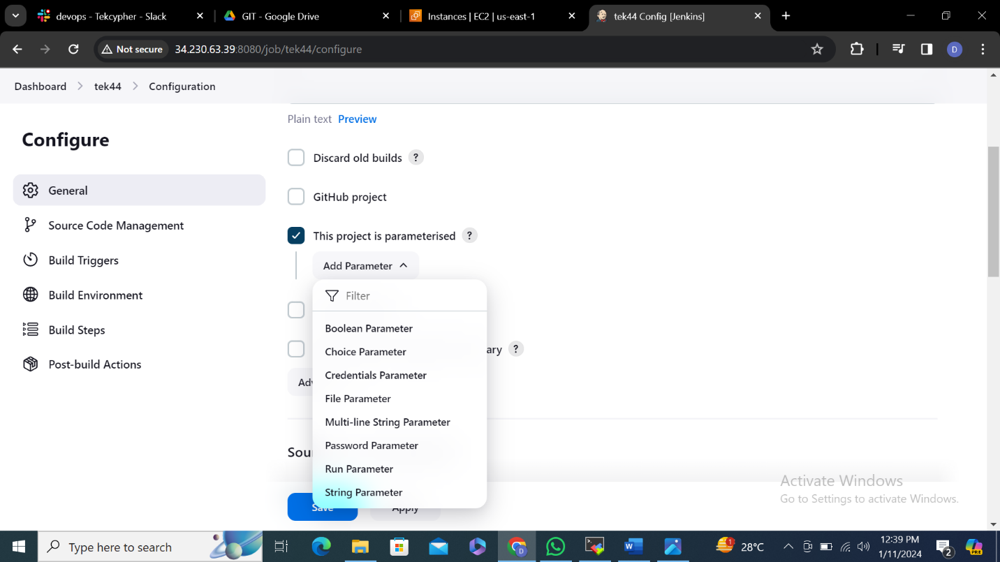 devops - Tekcypher - Slack
GIT - Google Drive
Instances | EC2 | us-east-1
tek44 Config [Jenkins]
Not secure 34.230.63.39:8080/job/tek44/configure
D
Dashboard > tek44 > Configuration
Configure
General
Source Code Management
Build Triggers
Build Environment
Build Steps
Post-build Actions
Plain text Preview
Discard old builds ?
GitHub project
This project is parameterised ?
Add Parameter
Filter
Boolean Parameter
Choice Parameter
ary ?
Credentials Parameter
Adv
File Parameter
Multi-line String Parameter
Password Parameter
Sou
Run Parameter
String Parameter
Save Apply
Activate Windows
Go to Settings to activate Windows.
Type here to search
1
28°C
12:39 PM
1/11/2024
2
PRE